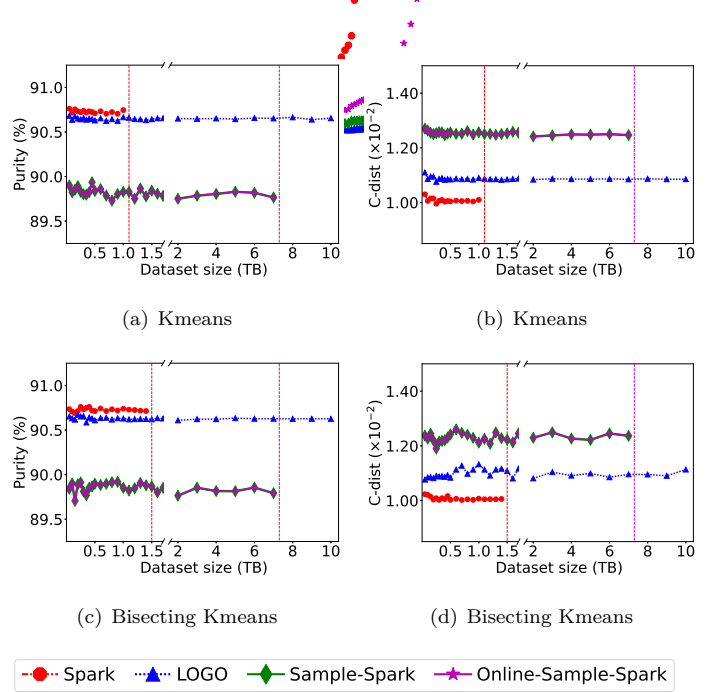 91.0
90.5
90.0
89.5
Purity (%)
0.5 1.0 1.5 2 4 6 8 10
Dataset size (TB)
(a) Kmeans
1.40
1.20
1.00
C-dist (×10⁻²)
0.5 1.0 1.5 2 4 6 8 10
Dataset size (TB)
(b) Kmeans
91.0
90.5
90.0
89.5
Purity (%)
0.5 1.0 1.5 2 4 6 8 10
Dataset size (TB)
(c) Bisecting Kmeans
1.40
1.20
1.00
C-dist (×10⁻²)
0.5 1.0 1.5 2 4 6 8 10
Dataset size (TB)
(d) Bisecting Kmeans
Spark LOGO Sample-Spark Online-Sample-Spark